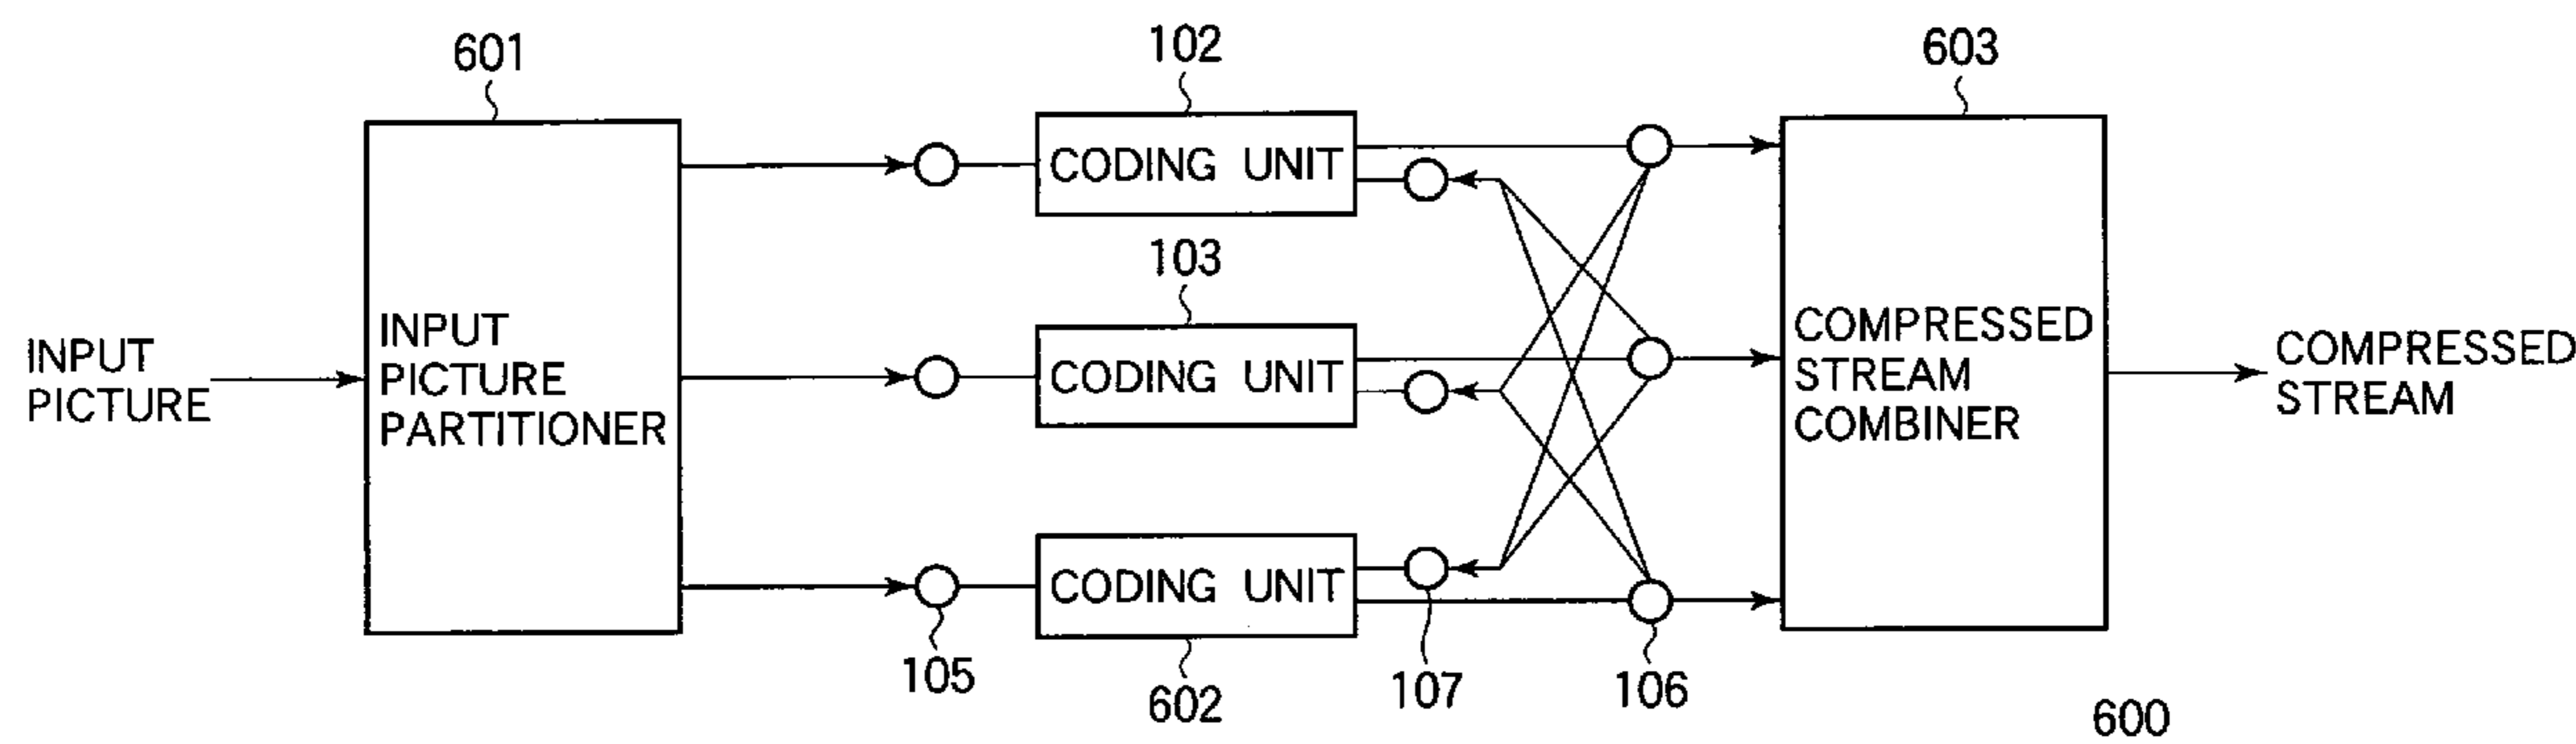 601
102
603
CODING UNIT
103
INPUT
PICTURE
INPUT
PICTURE
PARTITIONER
CODING UNIT
COMPRESSED
STREAM
COMBINER
COMPRESSED
STREAM
CODING UNIT
105
602
107
106
600